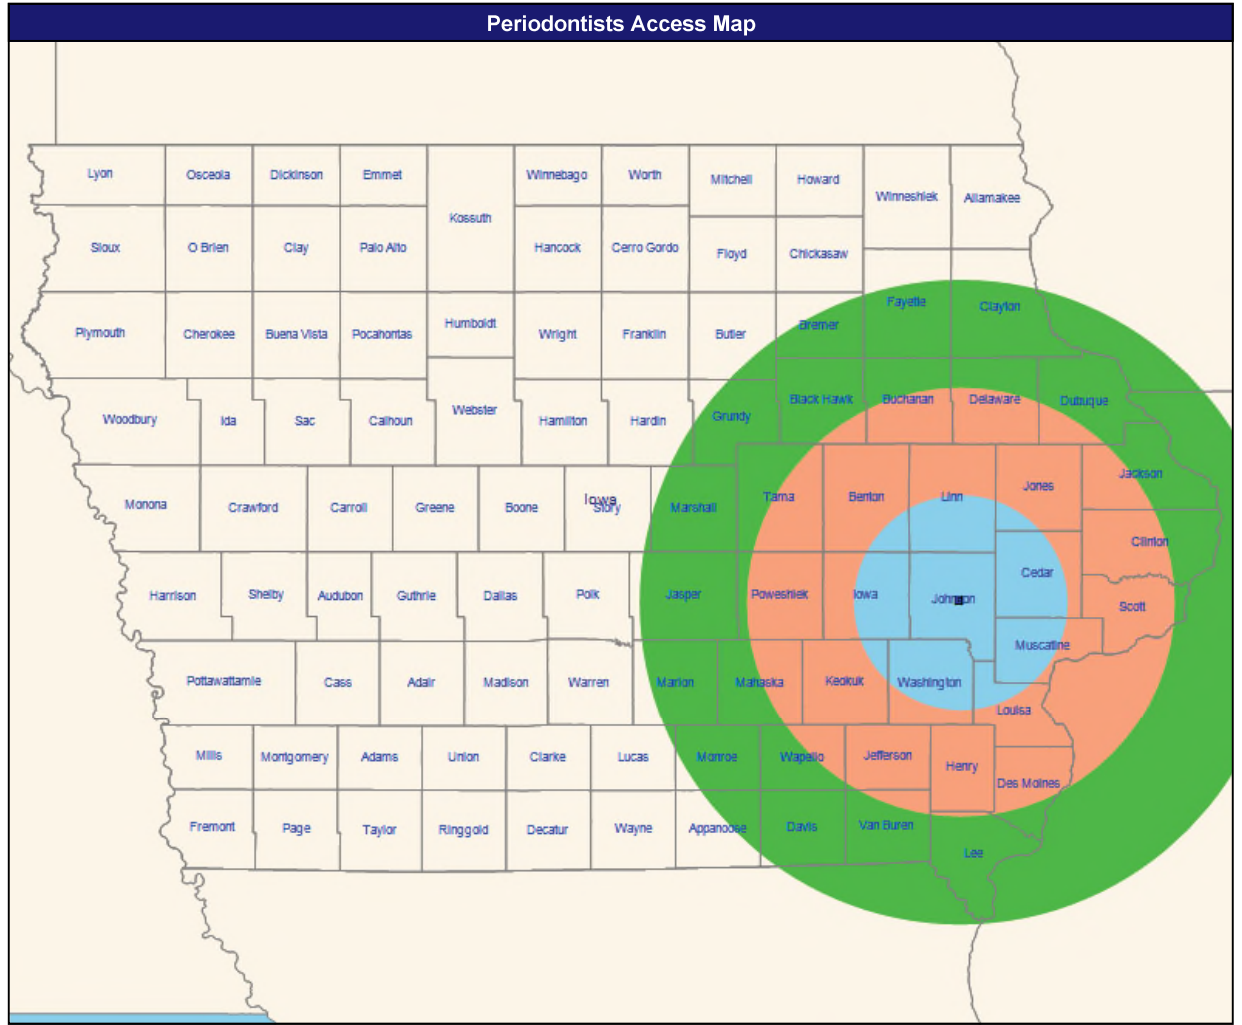 Periodontists Access Map
Lyon Osceola Dickinson Emmet Winnebago Worth Mitchell Howard
Kossuth Winneshiek Allamakee
Sioux O Brien Clay Palo Alto Hancock Cerro Gordo Floyd Chickasaw
Fayette Clayton
Plymouth Cherokee Buena Vista Pocahontas Humboldt Wright Franklin Butler Bremer
Woodbury Ida Sac Calhoun Webster Hamilton Hardin Grundy Black Hawk Buchanan Delaware Dubuque
Iowa
Monona Crawford Carroll Greene Boone Story Marshall Tama Benton Linn Jones Jackson
Clinton
Harrison Shelby Audubon Guthrie Dallas Polk Jasper Poweshiek Iowa Johnson Cedar Scott
Muscatine
Pottawattamie Cass Adair Madison Warren Marion Mahaska Keokuk Washington
Louisa
Mills Montgomery Adams Union Clarke Lucas Monroe Wapello Jefferson Henry
Des Moines
Fremont Page Taylor Ringgold Decatur Wayne Appanoose Davis Van Buren
Lee